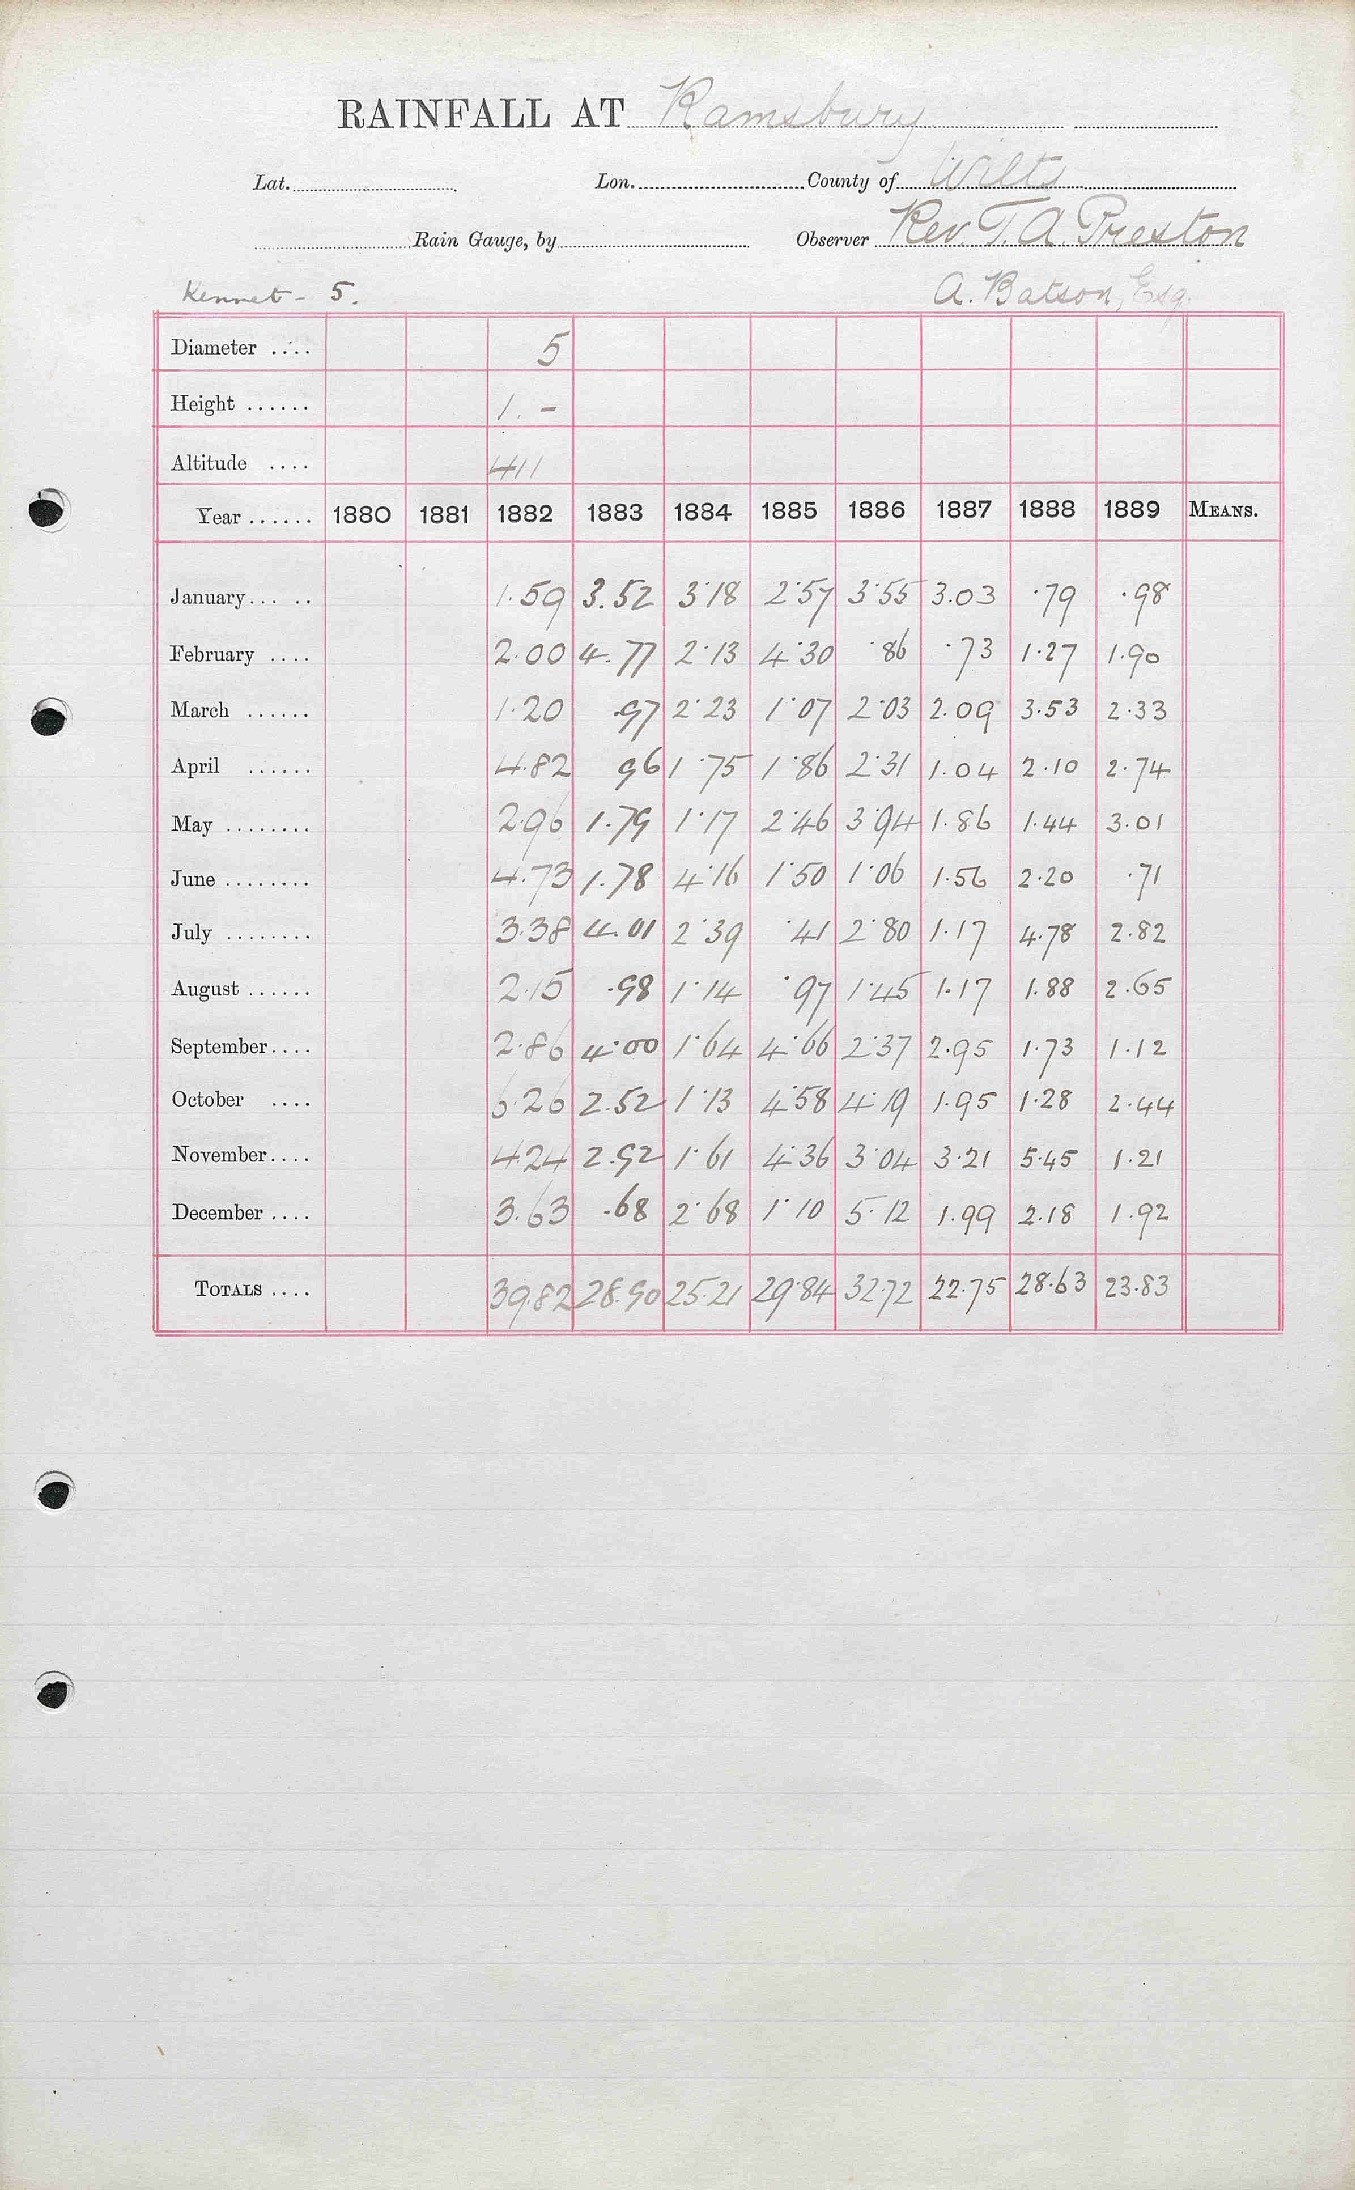 RAINFALL AT Ramsbury
Lat. Lon. County of Wilts
Rain Gauge, by Observer Rev. T. A. Preston
Kennet - 5. A. Batson, Esq.
Diameter .... 5
Height ...... 1. -
Altitude .... 411
Year ...... 1880 1881 1882 1883 1884 1885 1886 1887 1888 1889 MEANS.
January... .. 1.59 3.52 3.18 2.57 3.55 3.03 .79 .98
February .... 2.00 4.77 2.13 4.30 .86 .73 1.27 1.90
March ...... 1.20 .97 2.23 1.07 2.03 2.09 3.53 2.33
April ...... 4.82 96 1.75 1.86 2.31 1.04 2.10 2.74
May ........ 2.96 1.79 1.17 2.46 3.94 1.86 1.44 3.01
June ........ 4.73 1.78 4.16 1.50 1.06 1.56 2.20 .71
July ........ 3.38 4.01 2.39 .41 2.80 1.17 4.78 2.82
August ...... 2.15 .98 1.14 .97 1.45 1.17 1.88 2.65
September.... 2.86 4.00 1.64 4.66 2.37 2.95 1.73 1.12
October .... 6.26 2.52 1.13 4.58 4.19 1.95 1.28 2.44
November.... 4.24 2.92 1.61 4.36 3.04 3.21 5.45 1.21
December .... 3.63 .68 2.68 1.10 5.12 1.99 2.18 1.92
TOTALS .... 39.82 28.90 25.21 29.84 32.72 22.75 28.63 23.83